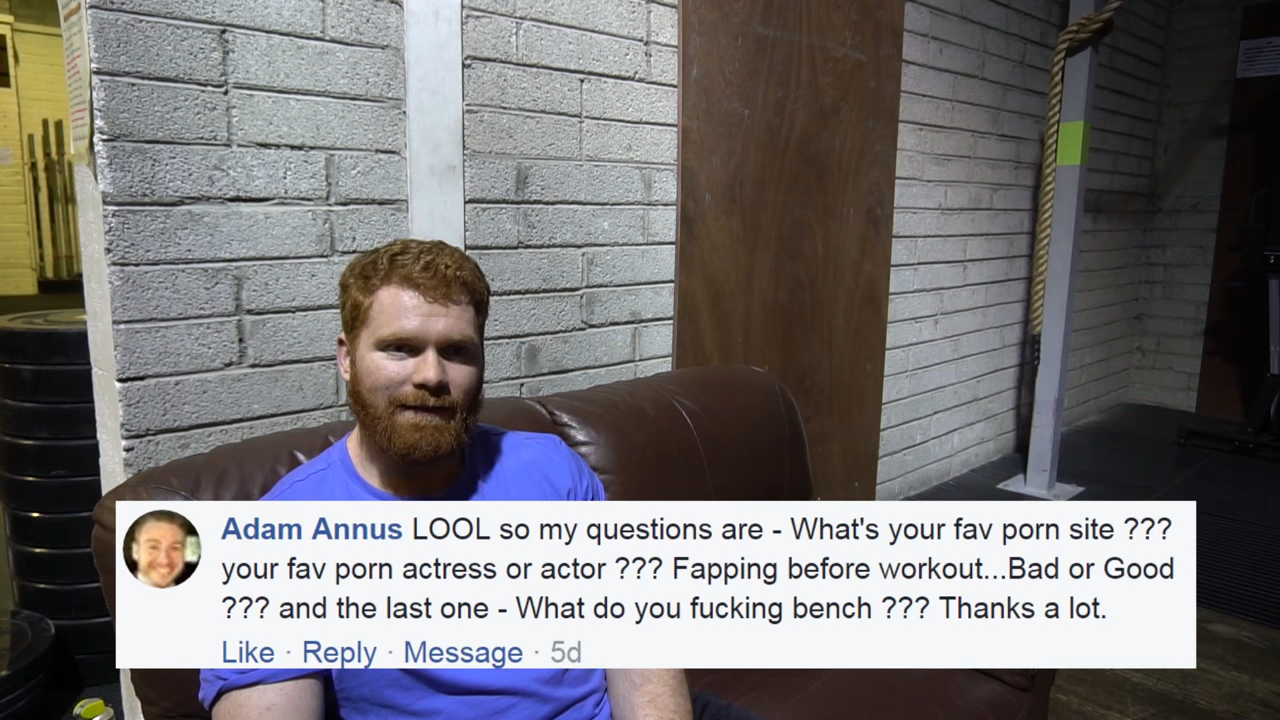 Adam Annus LOOL so my questions are - What's your fav porn site ???
your fav porn actress or actor ??? Fapping before workout...Bad or Good
??? and the last one - What do you fucking bench ??? Thanks a lot.
Like · Reply · Message · 5d